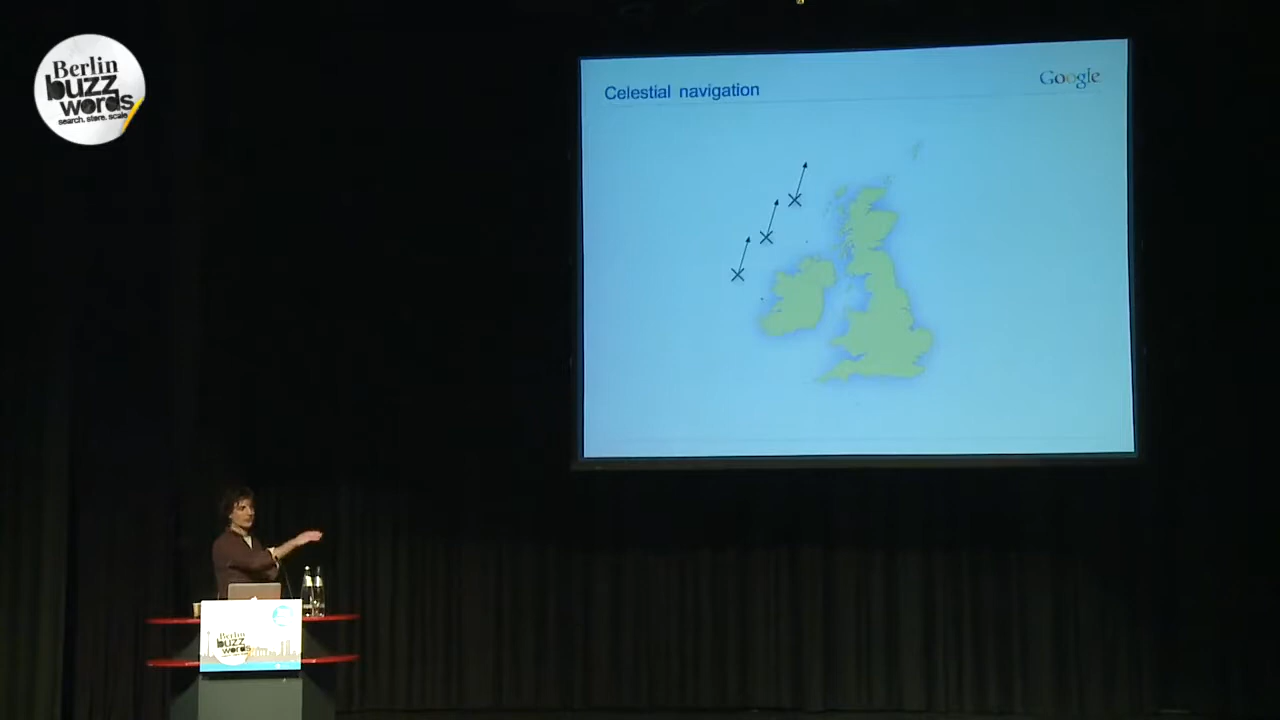 Berlin
buzz
words
search. store. scale
Celestial navigation
Google
Berlin
buzz
words